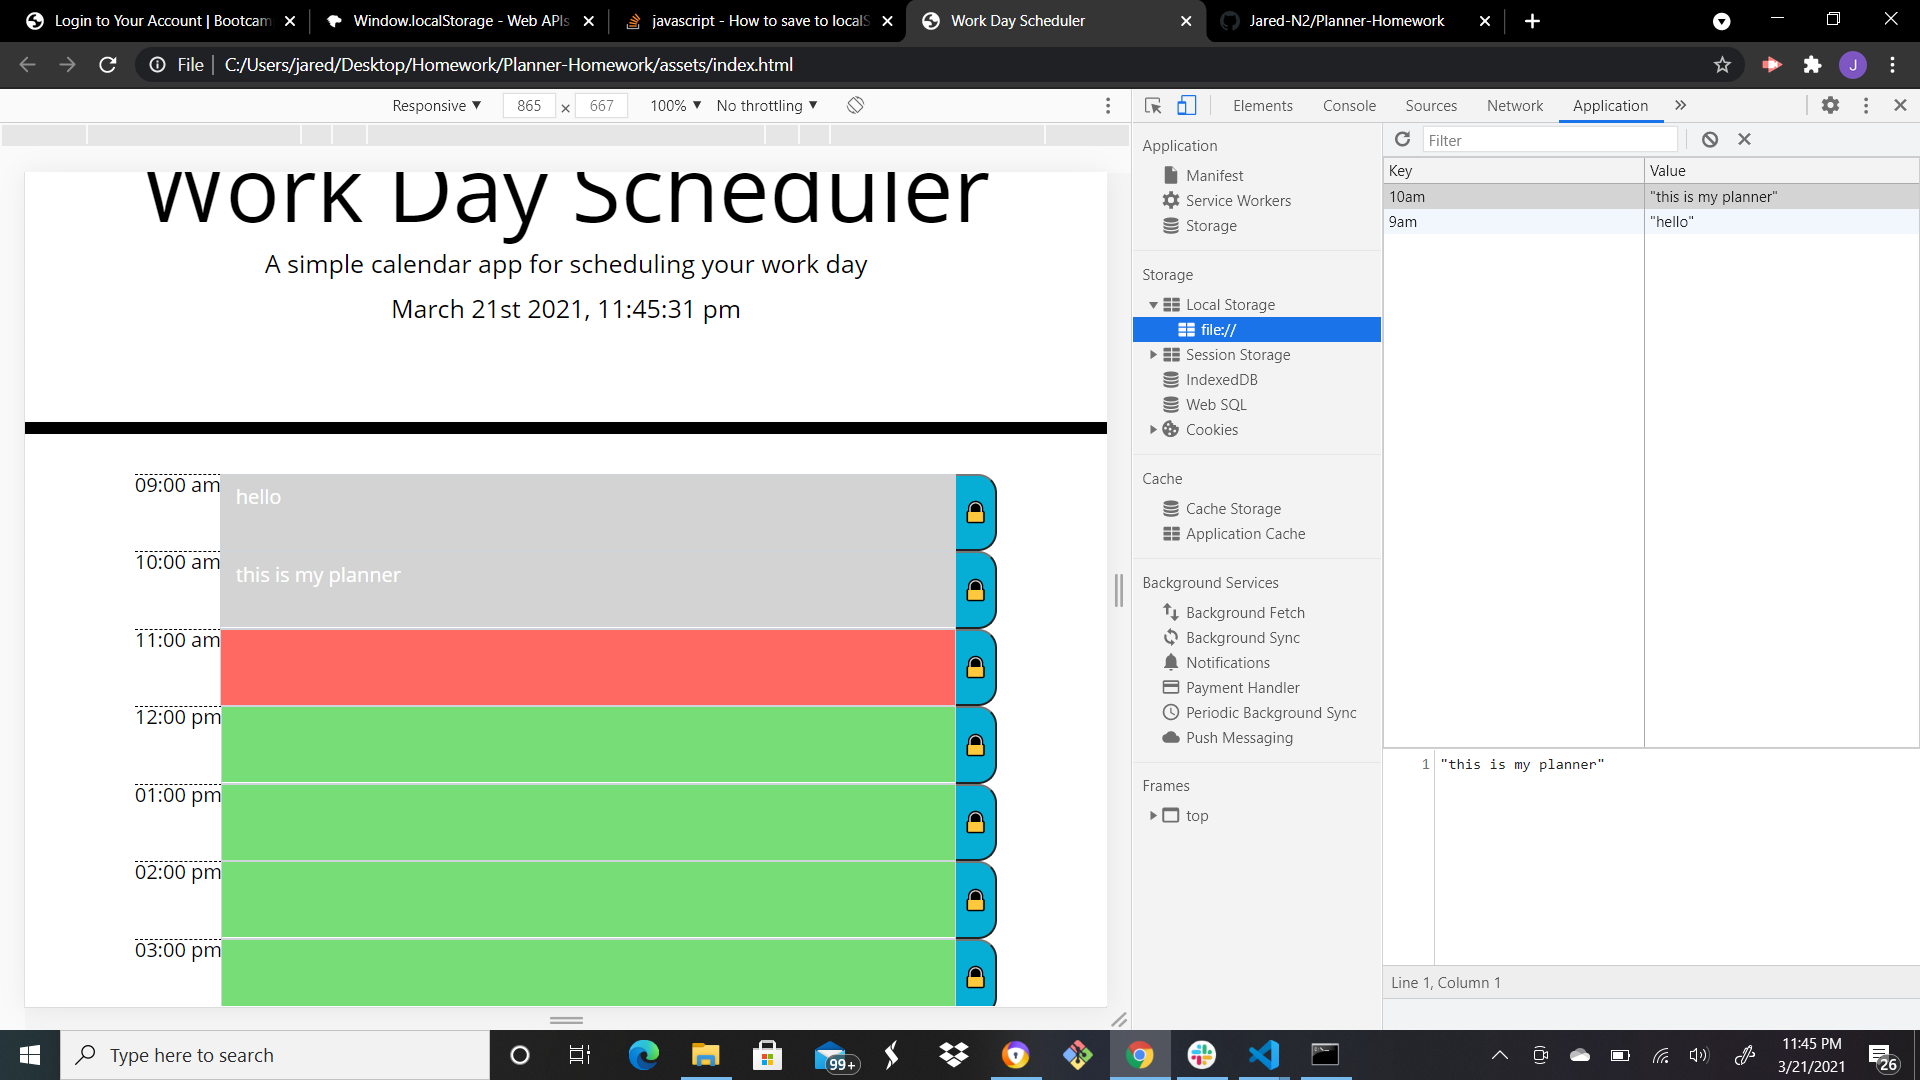 Login to Your Account | Bootcam
Window.localStorage - Web APIs
javascript - How to save to localS
Work Day Scheduler
Jared-N2/Planner-Homework
File
C:/Users/jared/Desktop/Homework/Planner-Homework/assets/index.html
J
Responsive
865
×
667
100%
No throttling
Elements
Console
Sources
Network
Application
Work Day Scheduler
A simple calendar app for scheduling your work day
March 21st 2021, 11:45:31 pm
09:00 am
hello
10:00 am
this is my planner
11:00 am
12:00 pm
01:00 pm
02:00 pm
03:00 pm
Application
Manifest
Service Workers
Storage
Storage
Local Storage
file://
Session Storage
IndexedDB
Web SQL
Cookies
Cache
Cache Storage
Application Cache
Background Services
Background Fetch
Background Sync
Notifications
Payment Handler
Periodic Background Sync
Push Messaging
Frames
top
Filter
Key
Value
10am
"this is my planner"
9am
"hello"
1
"this is my planner"
Line 1, Column 1
Type here to search
99+
11:45 PM
3/21/2021
26